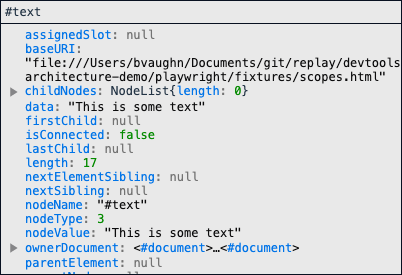 #text
assignedSlot: null
baseURI:
"file:///Users/bvaughn/Documents/git/replay/devtools
architecture-demo/playwright/fixtures/scopes.html"
childNodes: NodeList{length: 0}
data: "This is some text"
firstChild: null
isConnected: false
lastChild: null
length: 17
nextElementSibling: null
nextSibling: null
nodeName: "#text"
nodeType: 3
nodeValue: "This is some text"
ownerDocument: <#document>…<#document>
parentElement: null